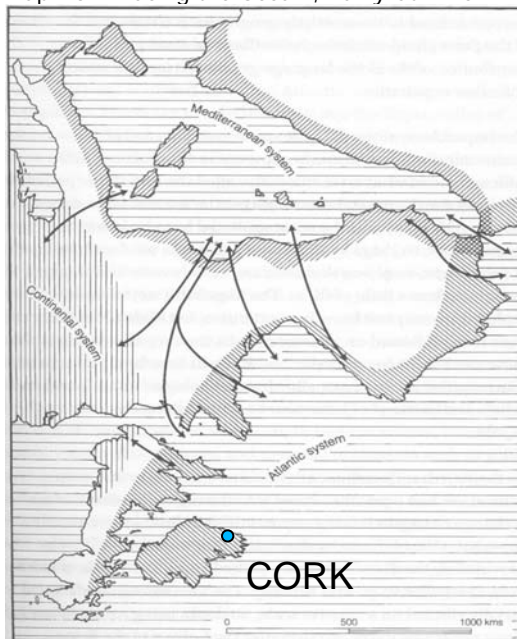 Mediterranean system
Continental system
Atlantic system
CORK
0 500 1000 kms